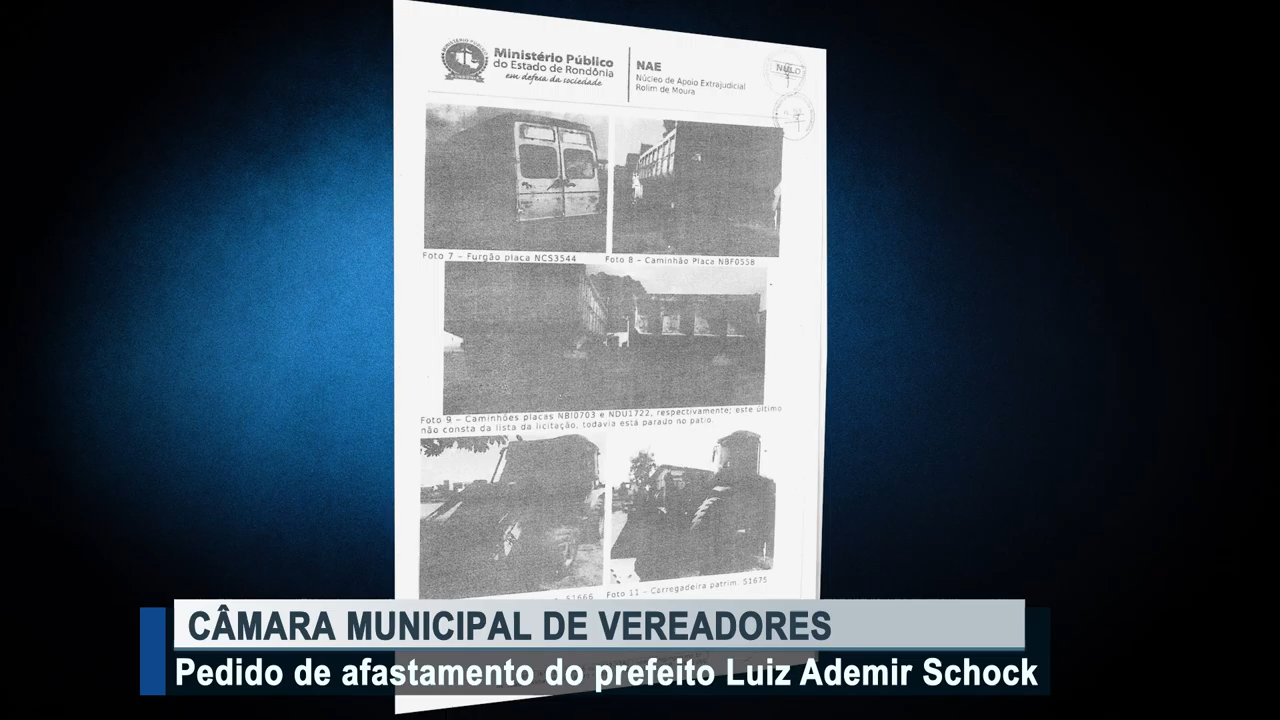 Ministério Público
do Estado de Rondônia
em defesa da sociedade
NAE
Núcleo de Apoio Extrajudicial
Rolim de Moura
NULO
Foto 7 – Furgão placa NCS3544
Foto 8 – Caminhão Placa NBF0558
Foto 9 – Caminhões placas NBI0703 e NDU1722, respectivamente; este último
não consta da lista da licitação, todavia está parado no patio.
51666
Foto 11 – Carregadeira patrim. 51675
CÂMARA MUNICIPAL DE VEREADORES
Pedido de afastamento do prefeito Luiz Ademir Schock